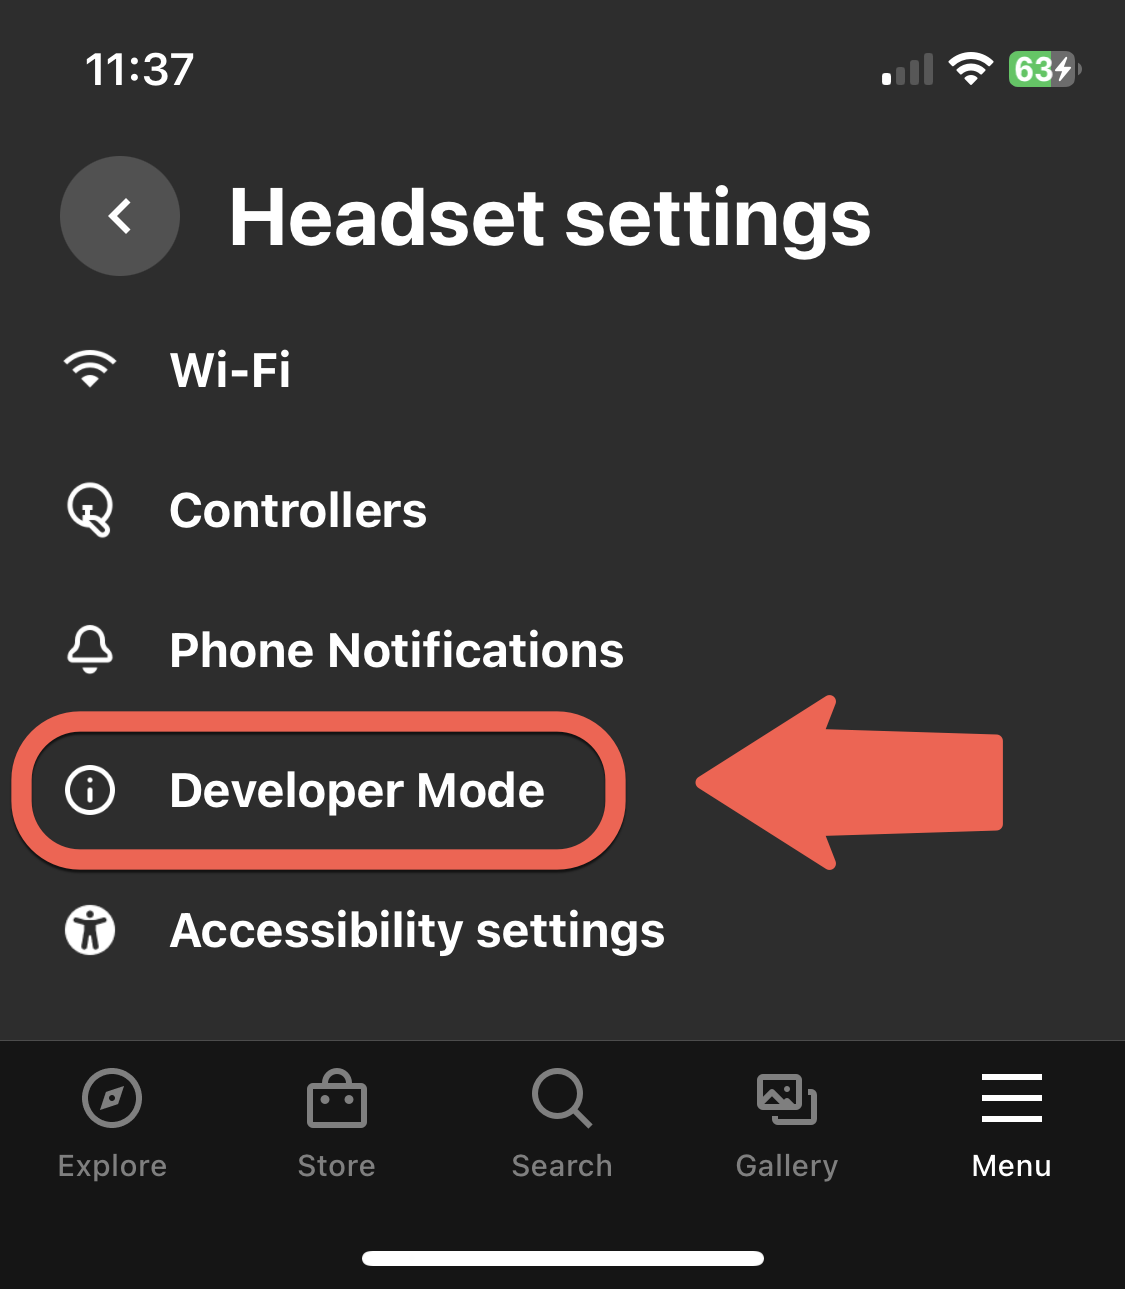 11:37
63
Headset settings
Wi-Fi
Controllers
Phone Notifications
Developer Mode
Accessibility settings
Explore
Store
Search
Gallery
Menu